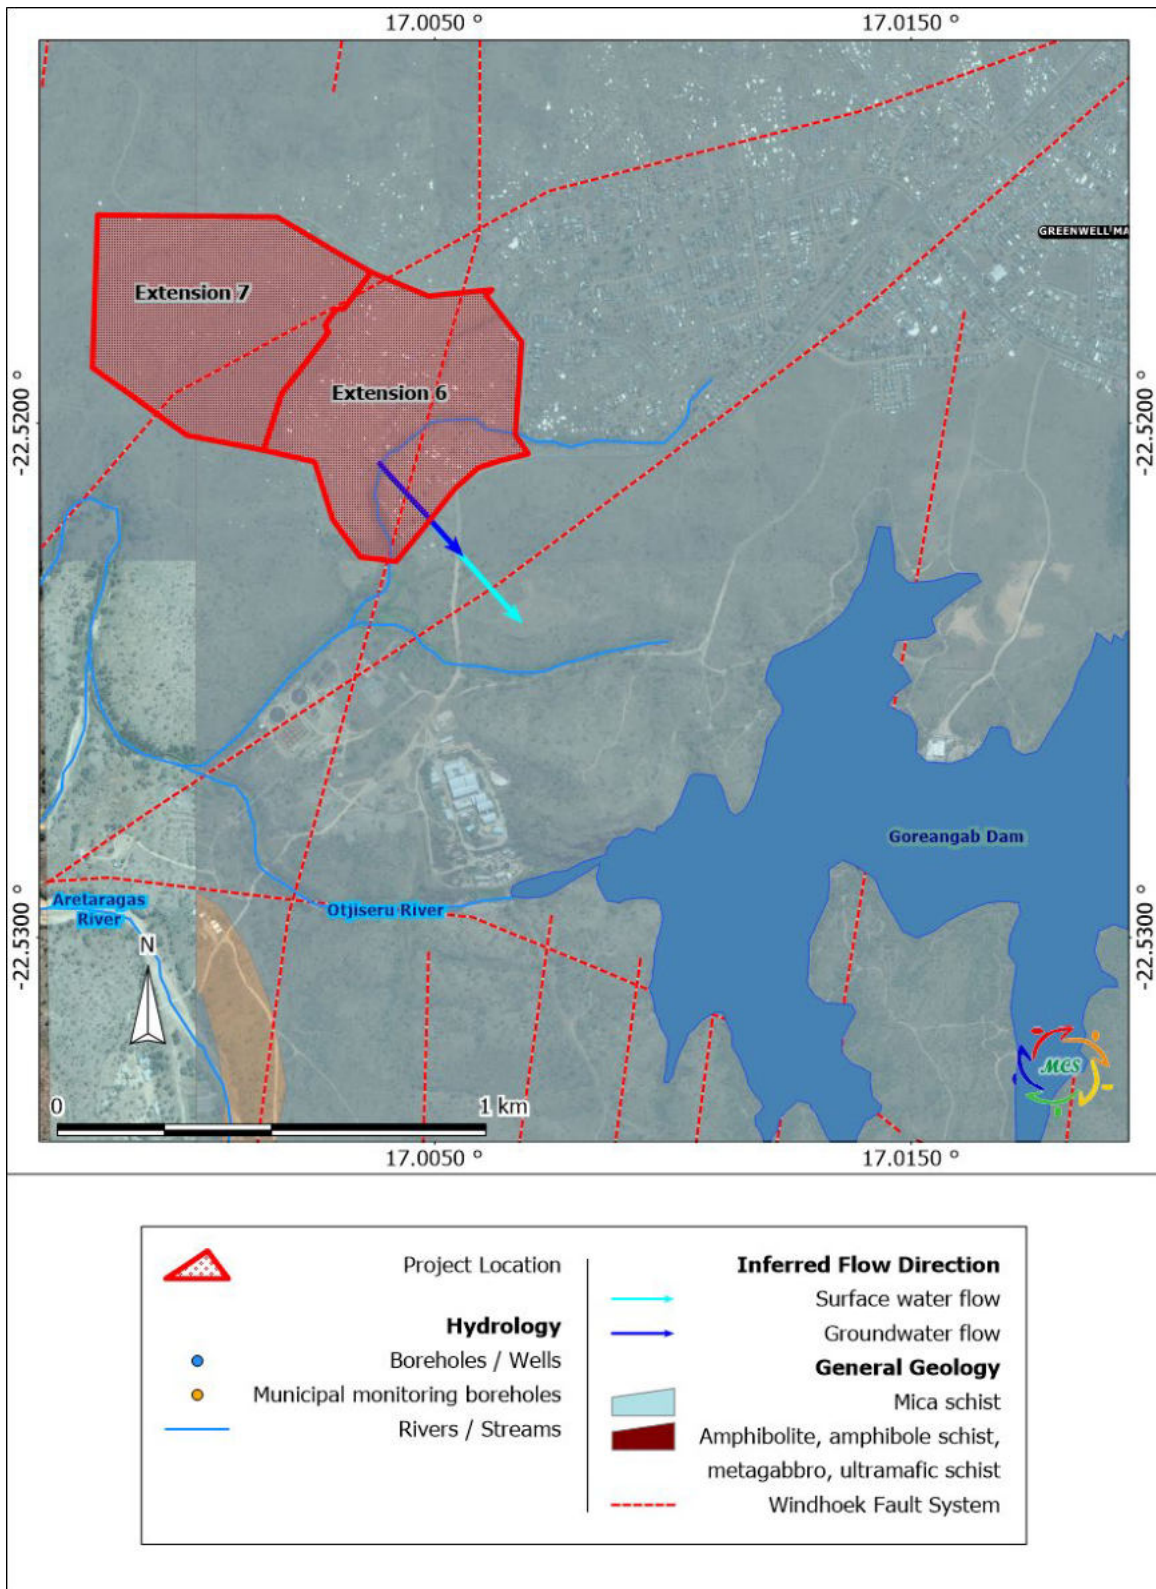 17.0050 °
17.0150 °
GREENWELL MA
Extension 7
Extension 6
-22.5200 °
-22.5200 °
Goreangab Dam
Aretaragas
River
Otjiseru River
-22.5300 °
-22.5300 °
N
MCS
0
1 km
17.0050 °
17.0150 °
Project Location
Hydrology
Boreholes / Wells
Municipal monitoring boreholes
Rivers / Streams
Inferred Flow Direction
Surface water flow
Groundwater flow
General Geology
Mica schist
Amphibolite, amphibole schist,
metagabbro, ultramafic schist
Windhoek Fault System